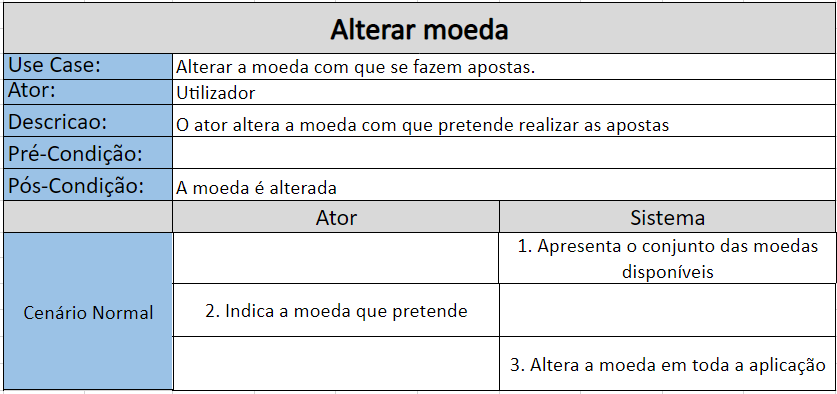 Alterar moeda
Use Case: Alterar a moeda com que se fazem apostas.
Ator: Utilizador
Descricao: O ator altera a moeda com que pretende realizar as apostas
Pré-Condição:
Pós-Condição: A moeda é alterada
Ator Sistema
1. Apresenta o conjunto das moedas
disponíveis
Cenário Normal 2. Indica a moeda que pretende
3. Altera a moeda em toda a aplicação